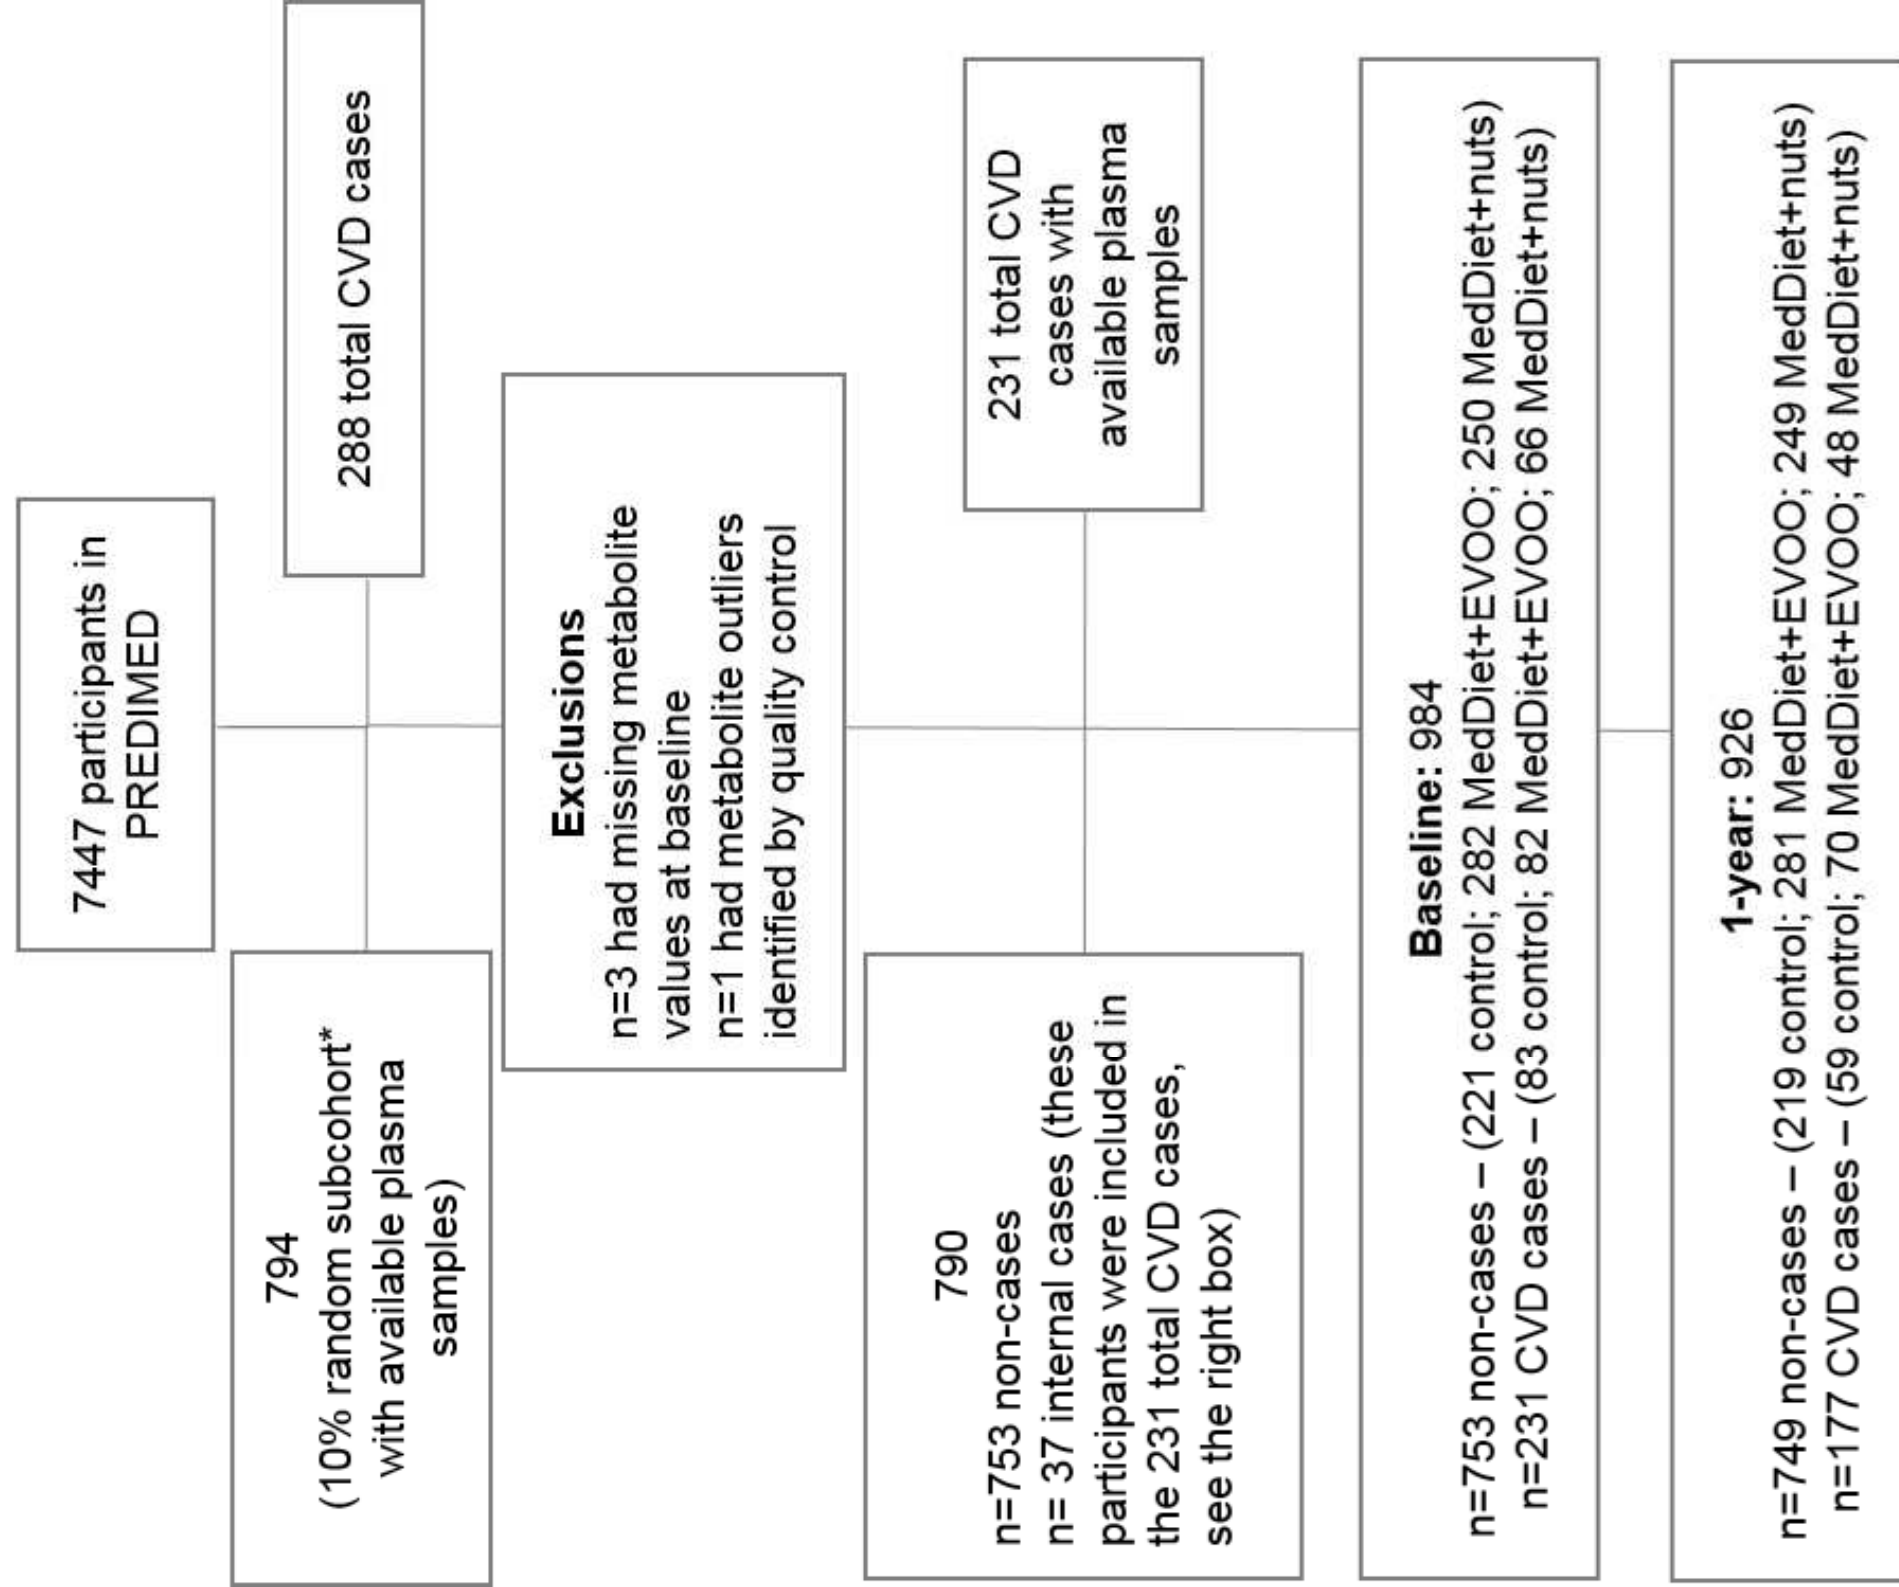 7447 participants in
PREDIMED
794
(10% random subcohort*
with available plasma
samples)
288 total CVD cases
Exclusions
n=3 had missing metabolite
values at baseline
n=1 had metabolite outliers
identified by quality control
790
n=753 non-cases
n= 37 internal cases (these
participants were included in
the 231 total CVD cases,
see the right box)
231 total CVD
cases with
available plasma
samples
Baseline: 984
n=753 non-cases – (221 control; 282 MedDiet+EVOO; 250 MedDiet+nuts)
n=231 CVD cases – (83 control; 82 MedDiet+EVOO; 66 MedDiet+nuts)
1-year: 926
n=749 non-cases – (219 control; 281 MedDiet+EVOO; 249 MedDiet+nuts)
n=177 CVD cases – (59 control; 70 MedDiet+EVOO; 48 MedDiet+nuts)